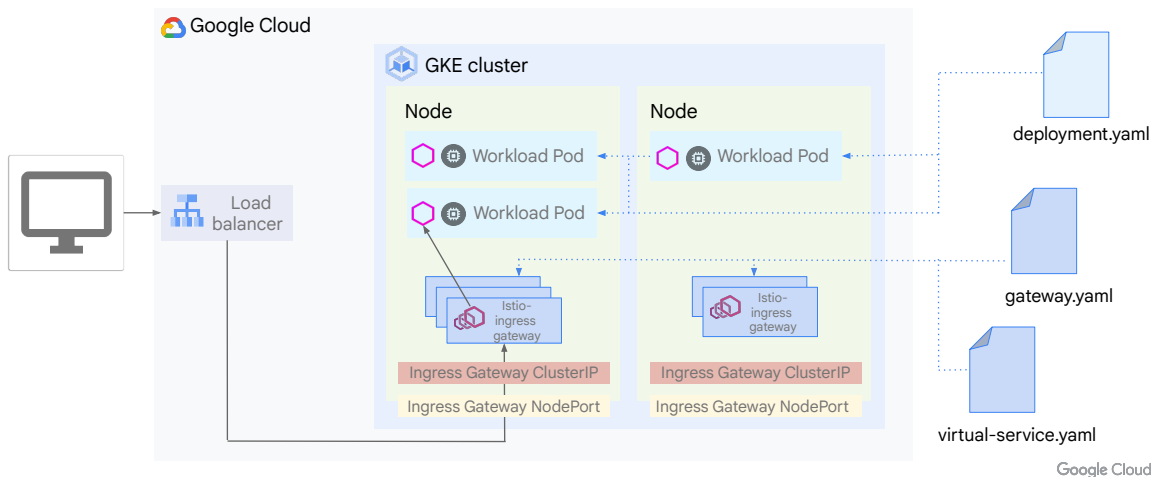 Google Cloud
GKE cluster
Node
Workload Pod
Workload Pod
Istio-
ingress
gateway
Ingress Gateway ClusterIP
Ingress Gateway NodePort
Node
Workload Pod
Istio-
ingress
gateway
Ingress Gateway ClusterIP
Ingress Gateway NodePort
Load
balancer
deployment.yaml
gateway.yaml
virtual-service.yaml
Google Cloud